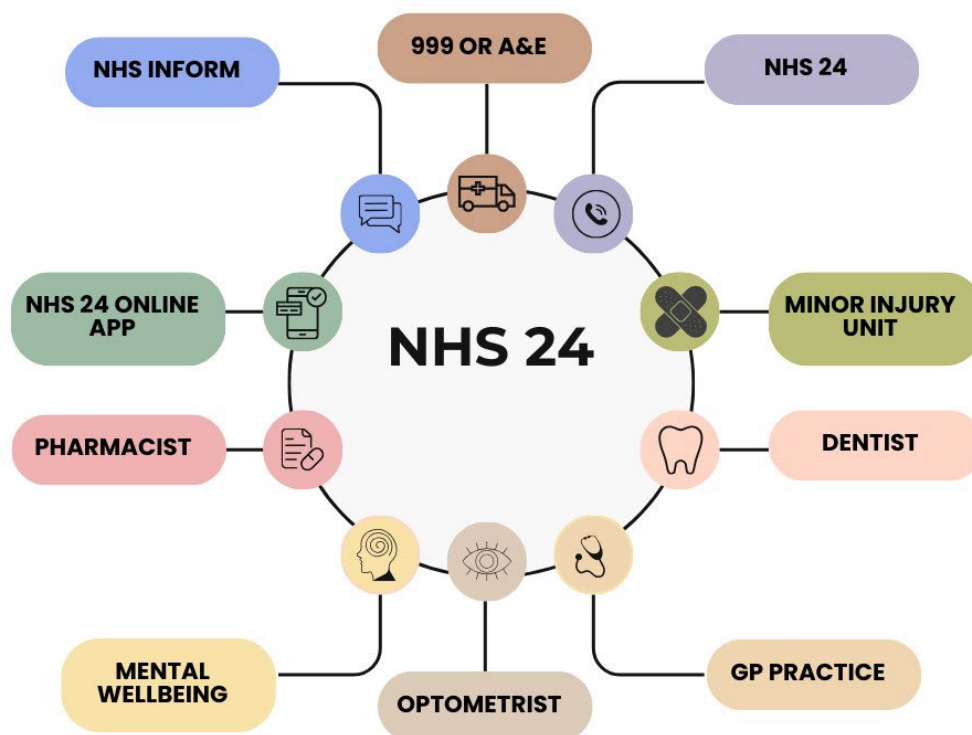 999 OR A&E
NHS INFORM
NHS 24
NHS 24 ONLINE
APP
MINOR INJURY
UNIT
NHS 24
PHARMACIST
DENTIST
MENTAL
WELLBEING
OPTOMETRIST
GP PRACTICE